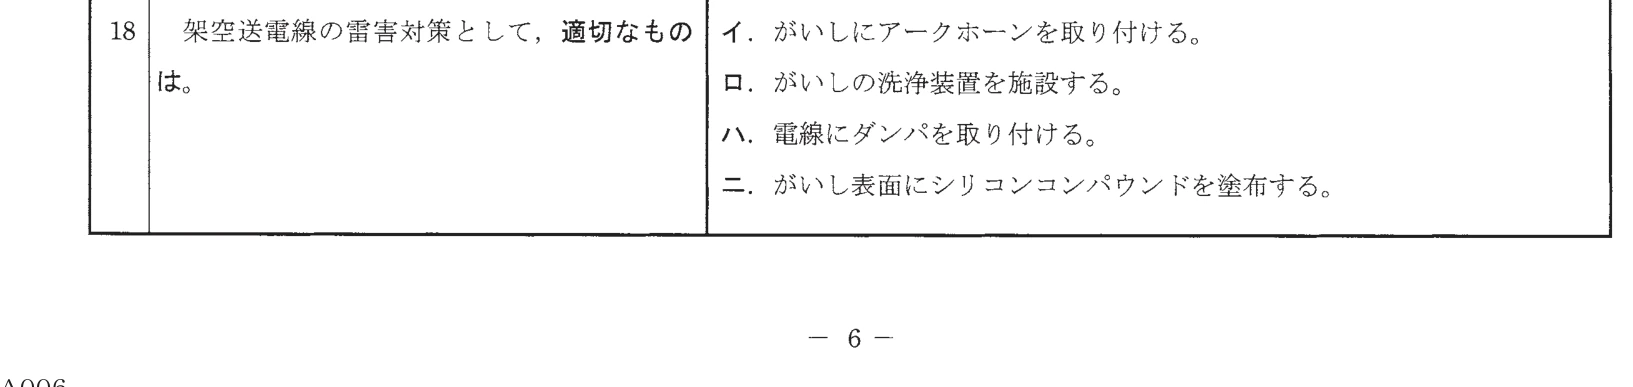 18
架空送電線の雷害対策として，適切なもの
は。
イ．がいしにアークホーンを取り付ける。
ロ．がいしの洗浄装置を施設する。
ハ．電線にダンパを取り付ける。
ニ．がいし表面にシリコンコンパウンドを塗布する。
－ 6 －
A006